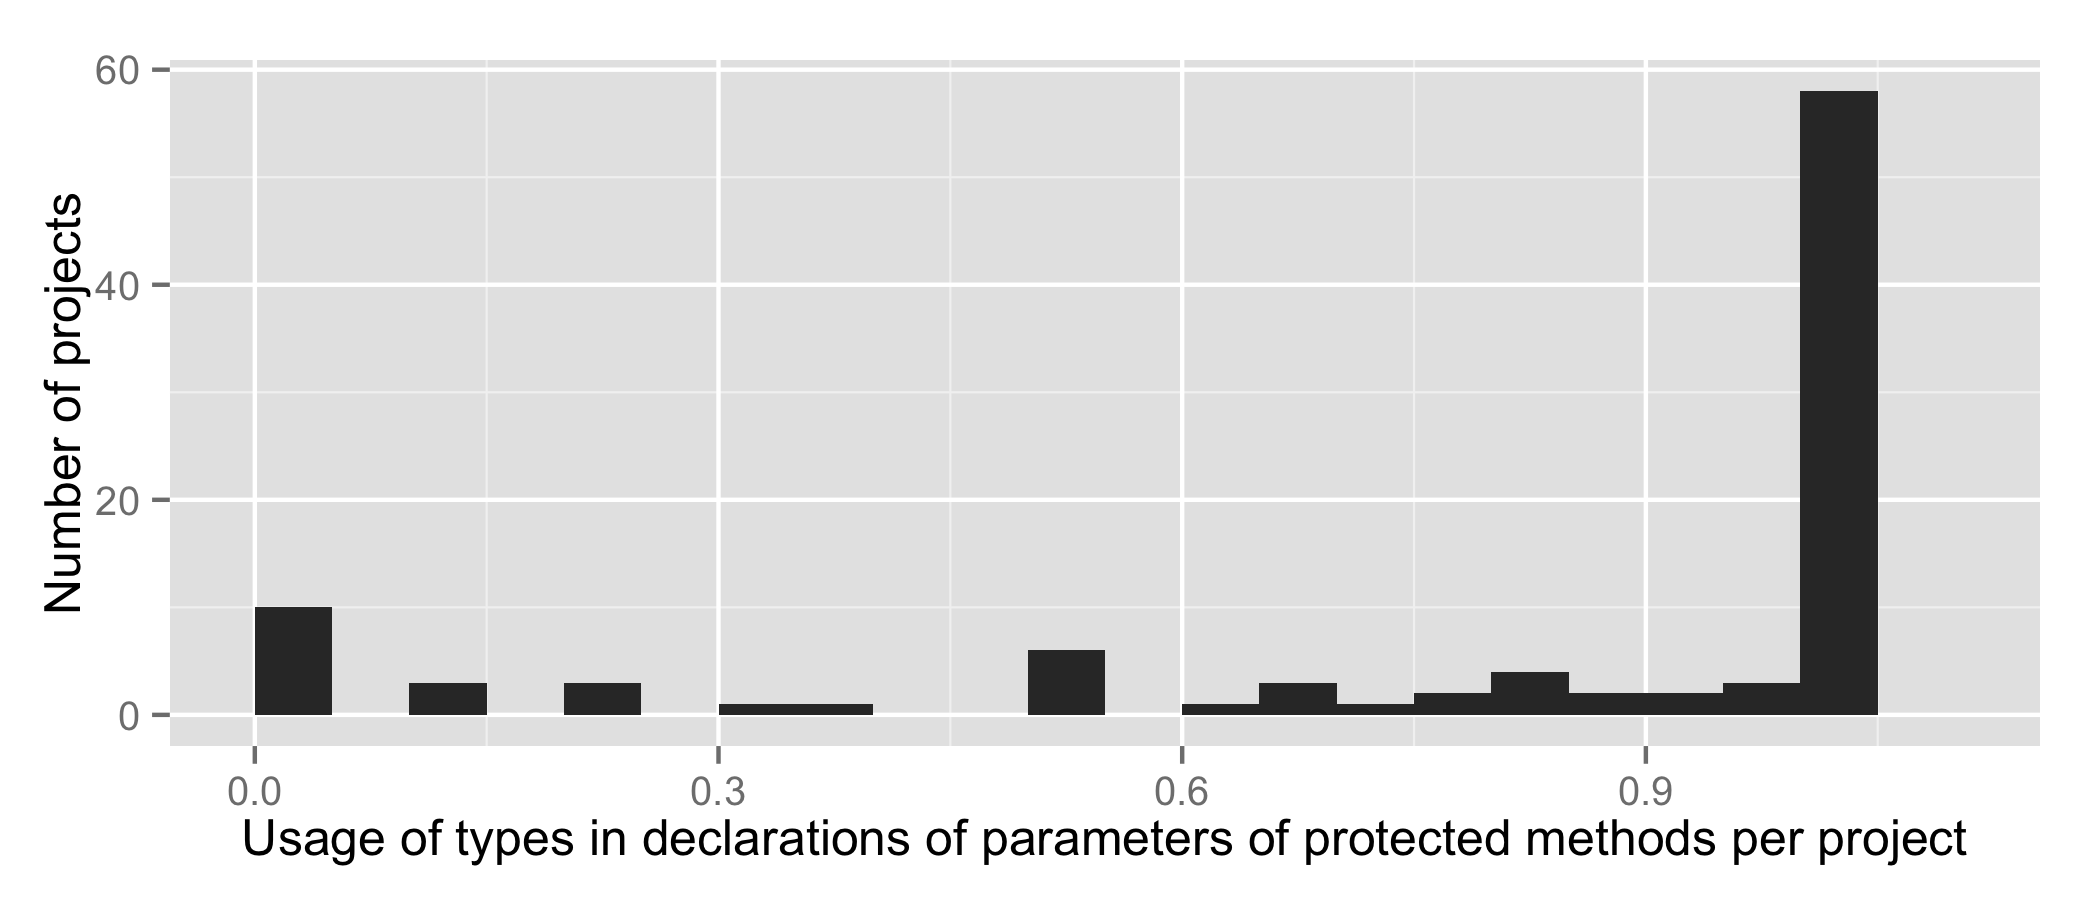 60
40
20
0
Number of projects
0.0 0.3 0.6 0.9
Usage of types in declarations of parameters of protected methods per project